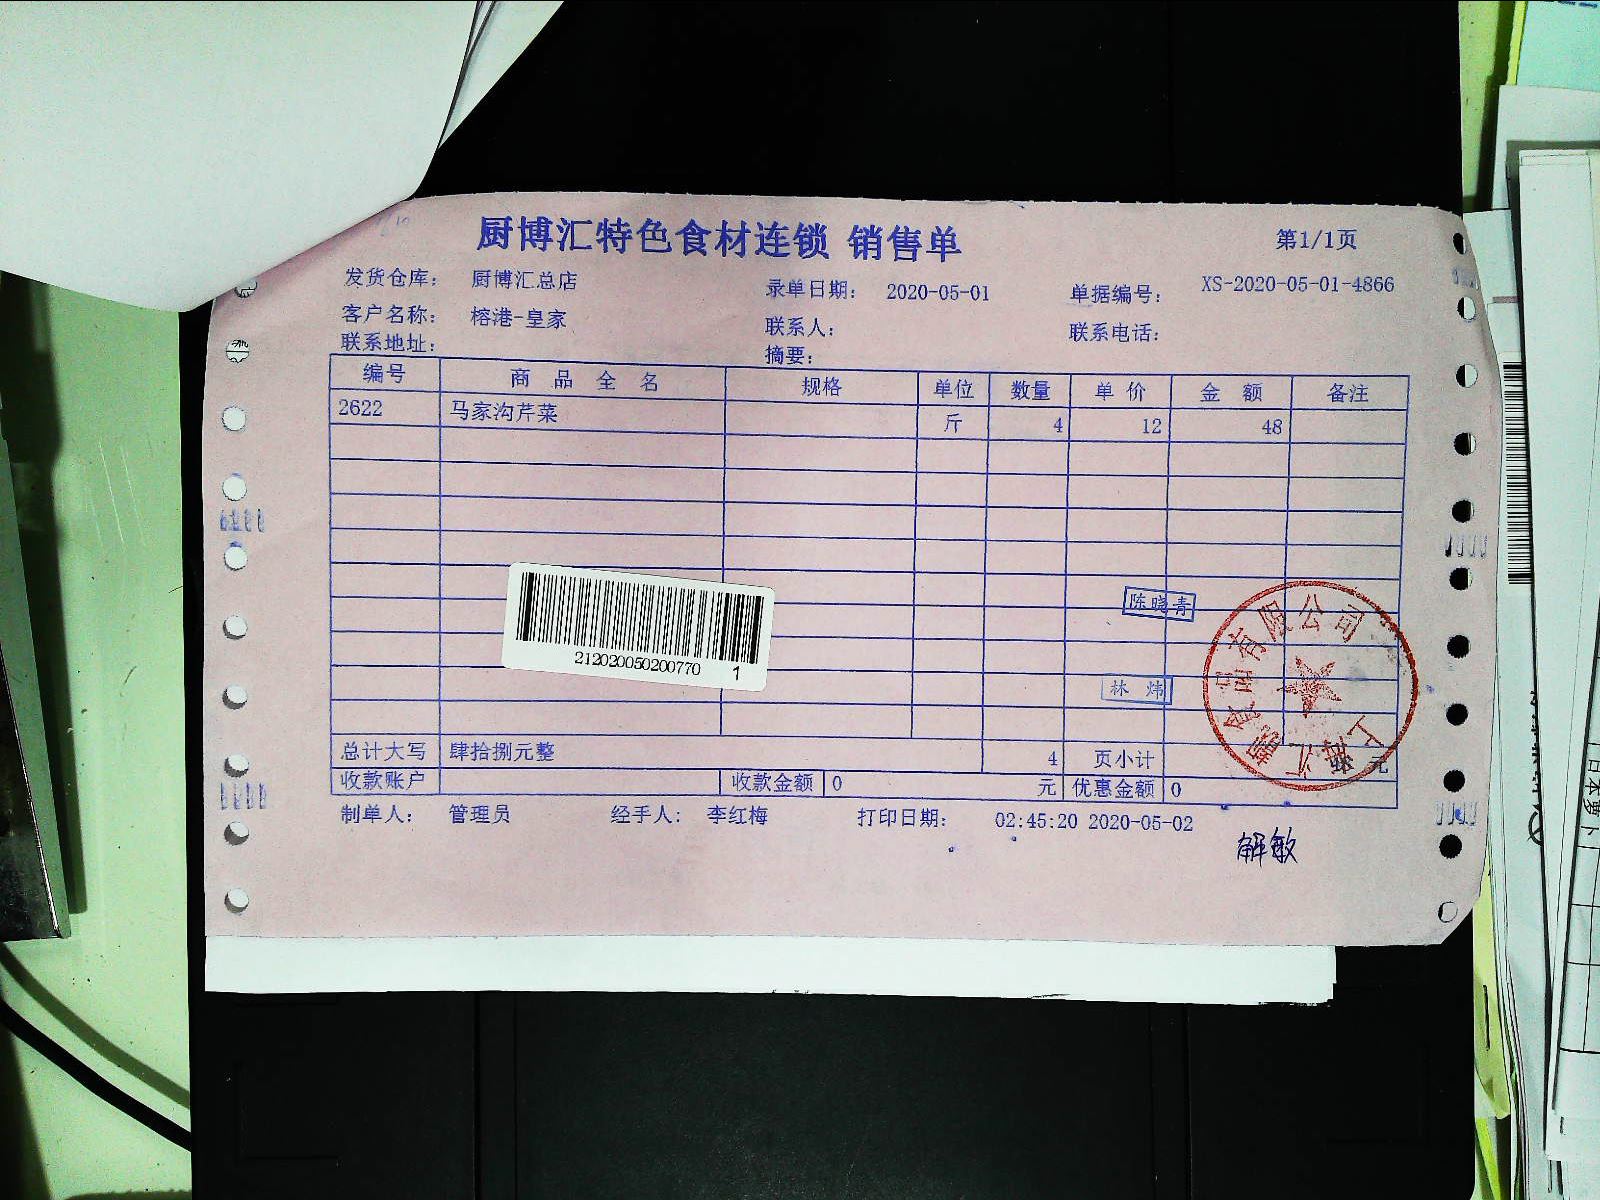 厨博汇特色食材连锁 销售单
第1/1页
发货仓库： 厨博汇总店 录单日期： 2020-05-01 单据编号： XS-2020-05-01-4866
客户名称： 榕港-皇家 联系人： 联系电话：
联系地址： 摘要：
编号 商 品 全 名 规格 单位 数量 单 价 金 额 备注
2622 马家沟芹菜 斤 4 12 48
陈晓青
212020050200770 1
林 炜
食品有限公司
总计大写 肆拾捌元整 4 页小计 元
收款账户 收款金额 0 元 优惠金额 0
制单人： 管理员 经手人： 李红梅 打印日期： 02:45:20 2020-05-02
解敏